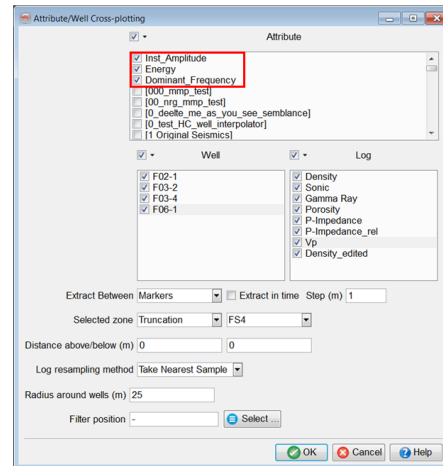 Attribute/Well Cross-plotting
Attribute
Inst_Amplitude
Energy
Dominant_Frequency
[000_mmp_test]
[00_nrg_mmp_test]
[0_deelte_me_as_you_see_semblance]
[0_test_HC_well_interpolator]
[1 Original Seismics]
Well Log
F02-1 Density
F03-2 Sonic
F03-4 Gamma Ray
F06-1 Porosity
P-Impedance
P-Impedance_rel
Vp
Density_edited
Extract Between Markers Extract in time Step (m) 1
Selected zone Truncation FS4
Distance above/below (m) 0 0
Log resampling method Take Nearest Sample
Radius around wells (m) 25
Filter position - Select ...
OK Cancel Help